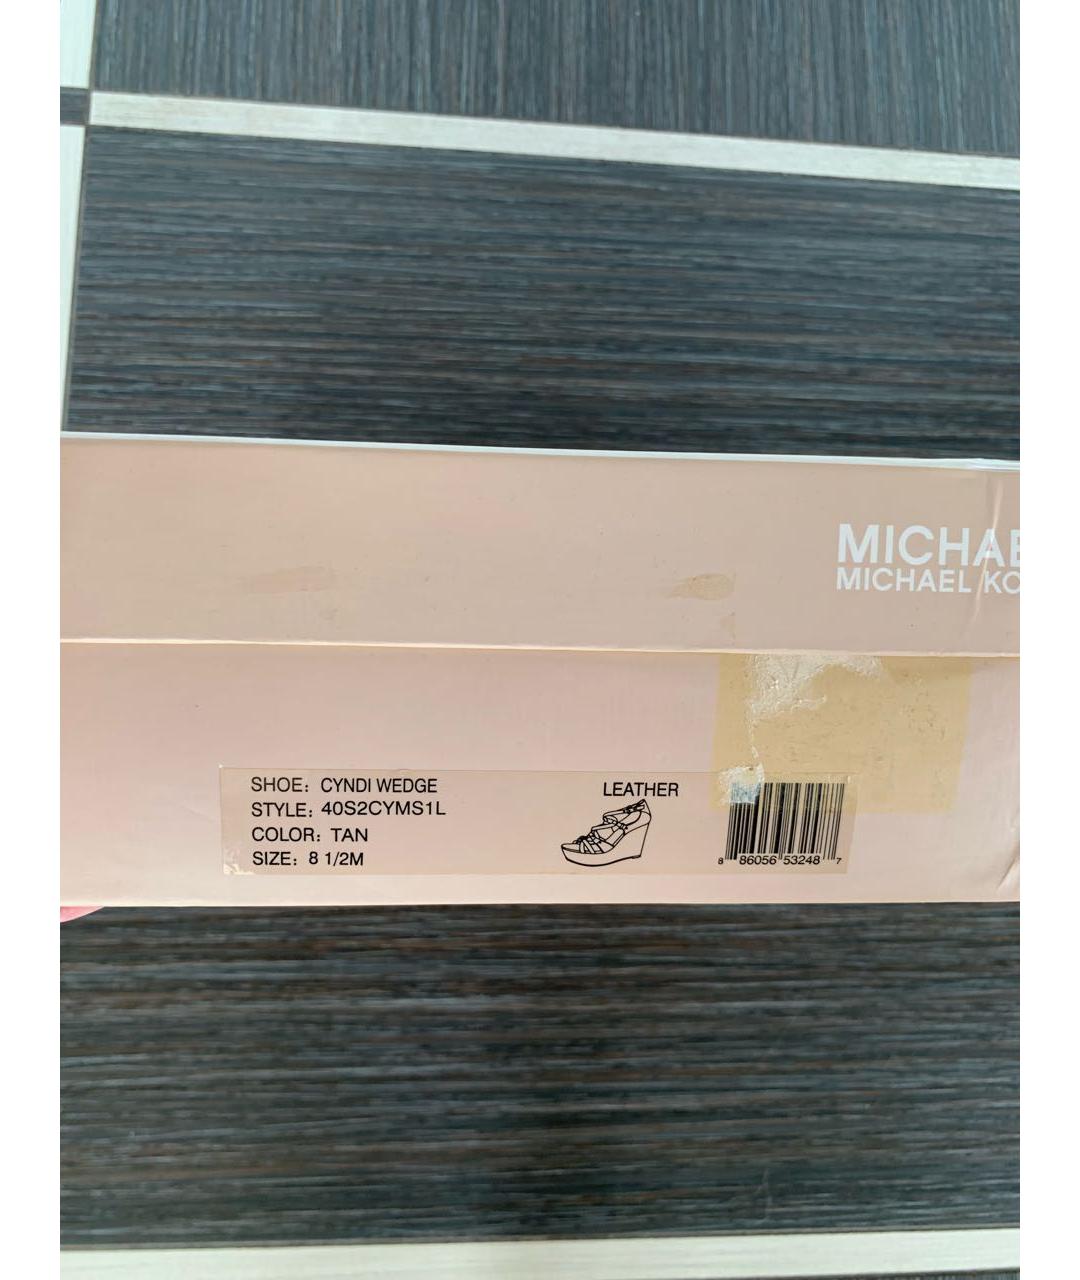 MICHAE
MICHAEL KO
SHOE: CYNDI WEDGE
STYLE: 40S2CYMS1L
COLOR: TAN
SIZE: 8 1/2M
LEATHER
8 86056 53248 7